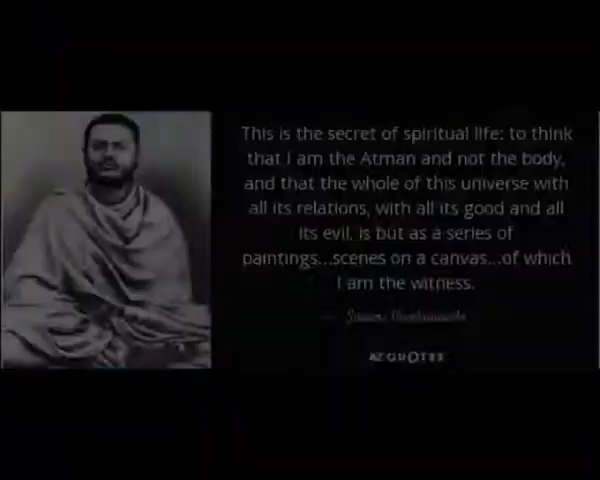 This is the secret of spiritual life: to think
that I am the Atman and not the body,
and that the whole of this universe with
all its relations, with all its good and all
its evil, is but as a series of
paintings...scenes on a canvas...of which
I am the witness.
AZ QUOTES